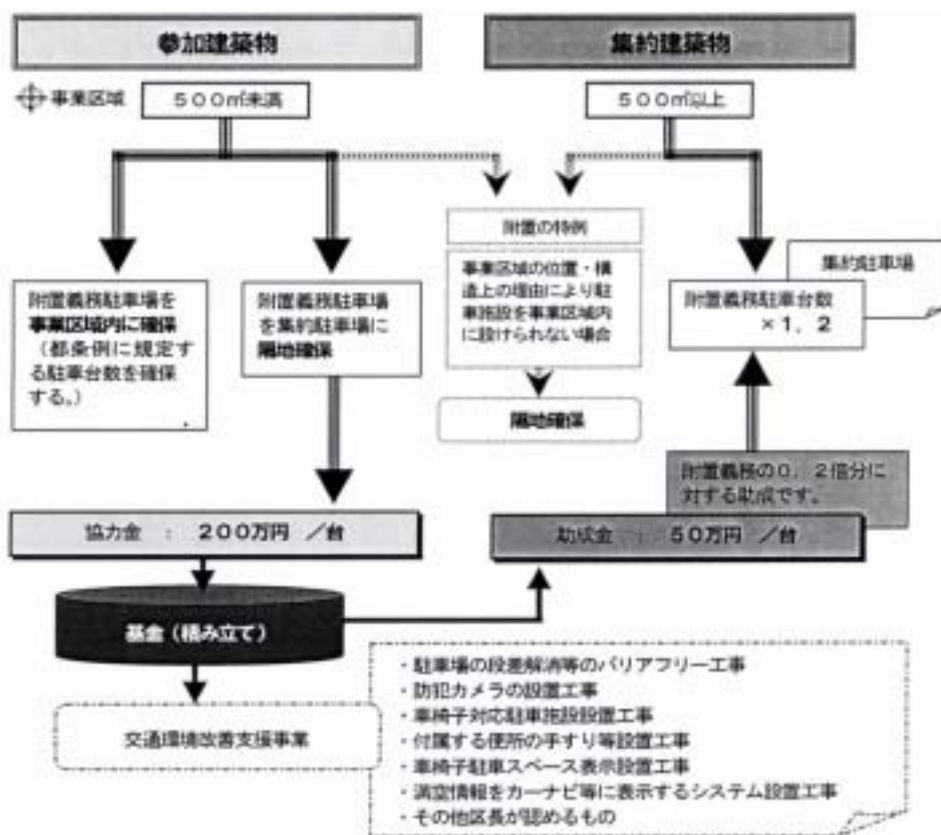 参加建築物
集約建築物
事業区域
500㎡未満
500㎡以上
附置の特例
事業区域の位置・構
造上の理由により駐
車施設を事業区域内
に設けられない場合
隔地確保
集約駐車場
附置義務駐車台数
×1,2
附置義務駐車場を
事業区域内に確保
（都条例に規定す
る駐車台数を確保
する。）
附置義務駐車場
を集約駐車場に
隔地確保
附置義務の0,2倍分に
対する助成です。
協力金 : 200万円 /台
助成金 : 50万円 /台
基金（積み立て）
交通環境改善支援事業
・駐車場の段差解消等のバリアフリー工事
・防犯カメラの設置工事
・車椅子対応駐車施設設置工事
・付属する便所の手すり等設置工事
・車椅子駐車スペース表示設置工事
・満空情報をカーナビ等に表示するシステム設置工事
・その他区長が認めるもの